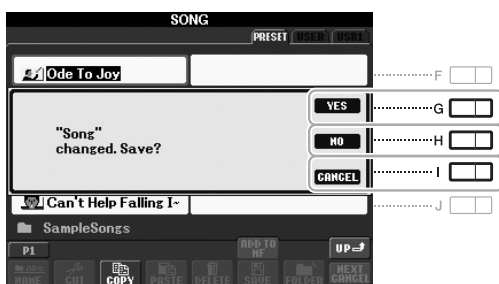 SONG
PRESET USER USB1
Ode To Joy
F
YES
G
"Song"
changed. Save?
NO
H
CANCEL
I
Can't Help Falling I~
J
SampleSongs
P1
ADD TO
MF
UP
NAME CUT COPY PASTE DELETE SAVE FOLDER NEXT
CANCEL